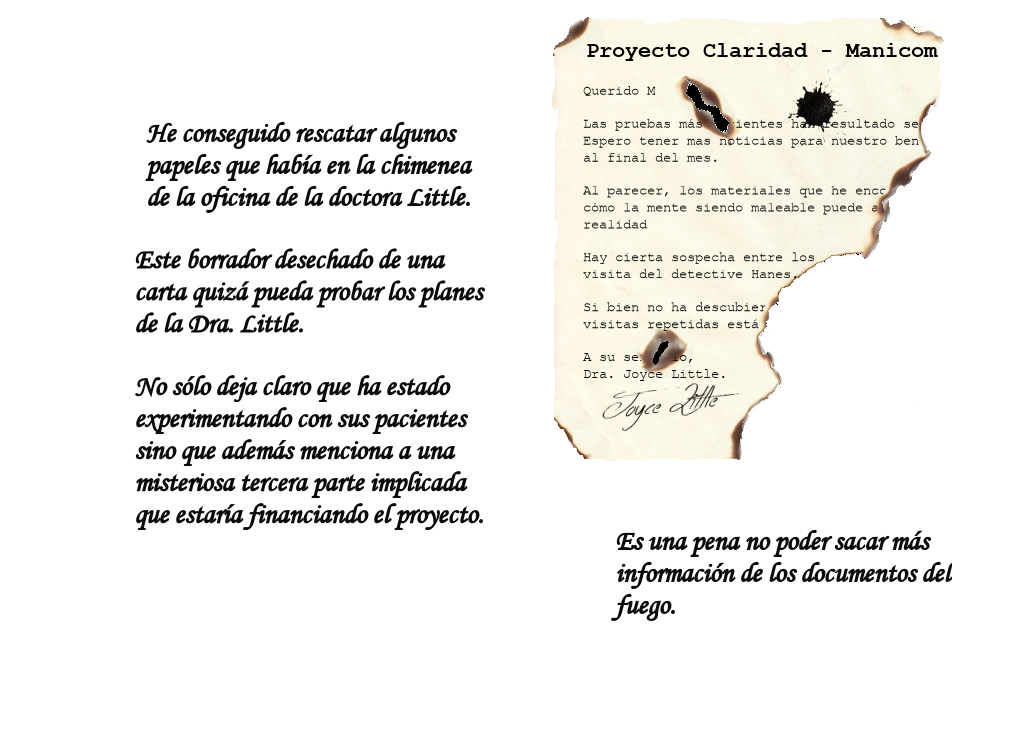 He conseguido rescatar algunos
papeles que había en la chimenea
de la oficina de la doctora Little.
Este borrador desechado de una
carta quizá pueda probar los planes
de la Dra. Little.
No sólo deja claro que ha estado
experimentando con sus pacientes
sino que además menciona a una
misteriosa tercera parte implicada
que estaría financiando el proyecto.
Proyecto Claridad - Manicom
Querido M
Las pruebas más ientes han resultado se
Espero tener mas noticias para nuestro ben
al final del mes.
Al parecer, los materiales que he enco
cómo la mente siendo maleable puede a
realidad
Hay cierta sospecha entre los
visita del detective Hanes.
Si bien no ha descubier
visitas repetidas está
A su se lo,
Dra. Joyce Little.
Joyce Little
Es una pena no poder sacar más
información de los documentos del
fuego.